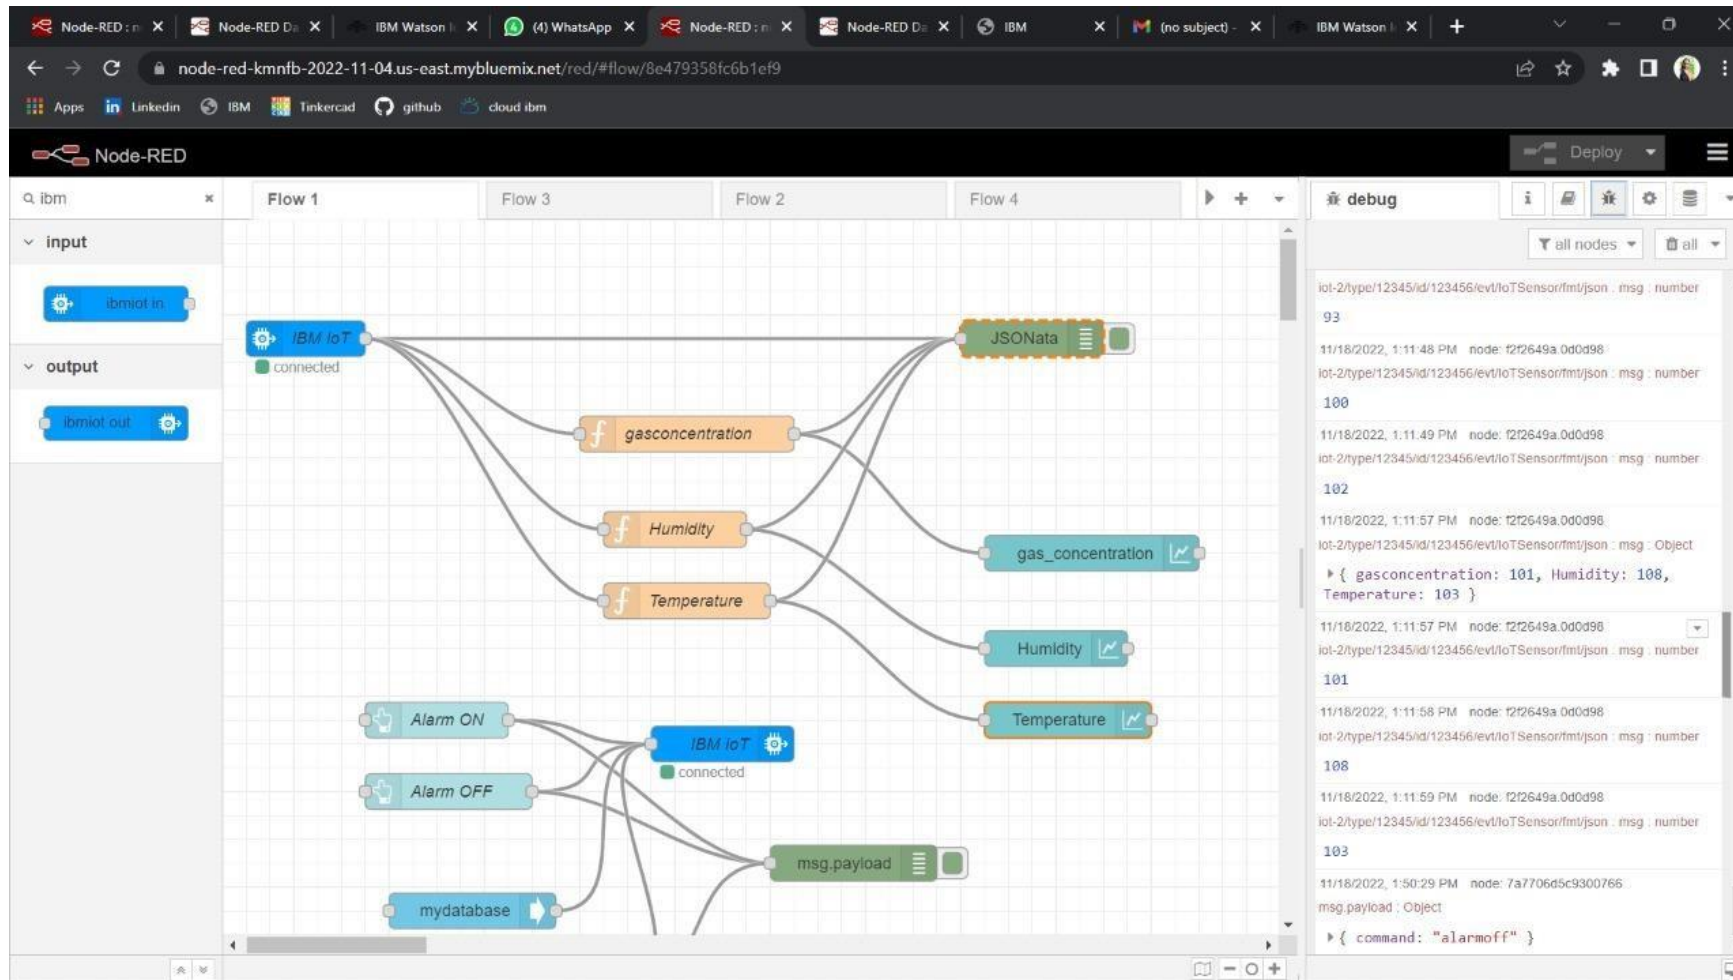 Node-RED : n
Node-RED Da
IBM Watson I
(4) WhatsApp
Node-RED : n
Node-RED Da
IBM
(no subject) -
IBM Watson I
node-red-kmnfb-2022-11-04.us-east.mybluemix.net/red/#flow/8e479358fc6b1ef9
Apps
Linkedin
IBM
Tinkercad
github
cloud ibm
Node-RED
Deploy
ibm
Flow 1
Flow 3
Flow 2
Flow 4
debug
input
all nodes
all
ibmiot in
output
ibmiot out
IBM IoT
connected
JSONata
gasconcentration
Humidity
gas_concentration
Temperature
Humidity
Alarm ON
Temperature
IBM IoT
connected
Alarm OFF
msg.payload
mydatabase
iot-2/type/12345/id/123456/evt/IoTSensor/fmt/json : msg : number
93
11/18/2022, 1:11:48 PM node: f2f2649a.0d0d98
iot-2/type/12345/id/123456/evt/IoTSensor/fmt/json : msg : number
100
11/18/2022, 1:11:49 PM node: f2f2649a.0d0d98
iot-2/type/12345/id/123456/evt/IoTSensor/fmt/json : msg : number
102
11/18/2022, 1:11:57 PM node: f2f2649a.0d0d98
iot-2/type/12345/id/123456/evt/IoTSensor/fmt/json : msg : Object
{ gasconcentration: 101, Humidity: 108,
Temperature: 103 }
11/18/2022, 1:11:57 PM node: f2f2649a.0d0d98
iot-2/type/12345/id/123456/evt/IoTSensor/fmt/json : msg : number
101
11/18/2022, 1:11:58 PM node: f2f2649a.0d0d98
iot-2/type/12345/id/123456/evt/IoTSensor/fmt/json : msg : number
108
11/18/2022, 1:11:59 PM node: f2f2649a.0d0d98
iot-2/type/12345/id/123456/evt/IoTSensor/fmt/json : msg : number
103
11/18/2022, 1:50:29 PM node: 7a7706d5c9300766
msg.payload : Object
{ command: "alarmoff" }